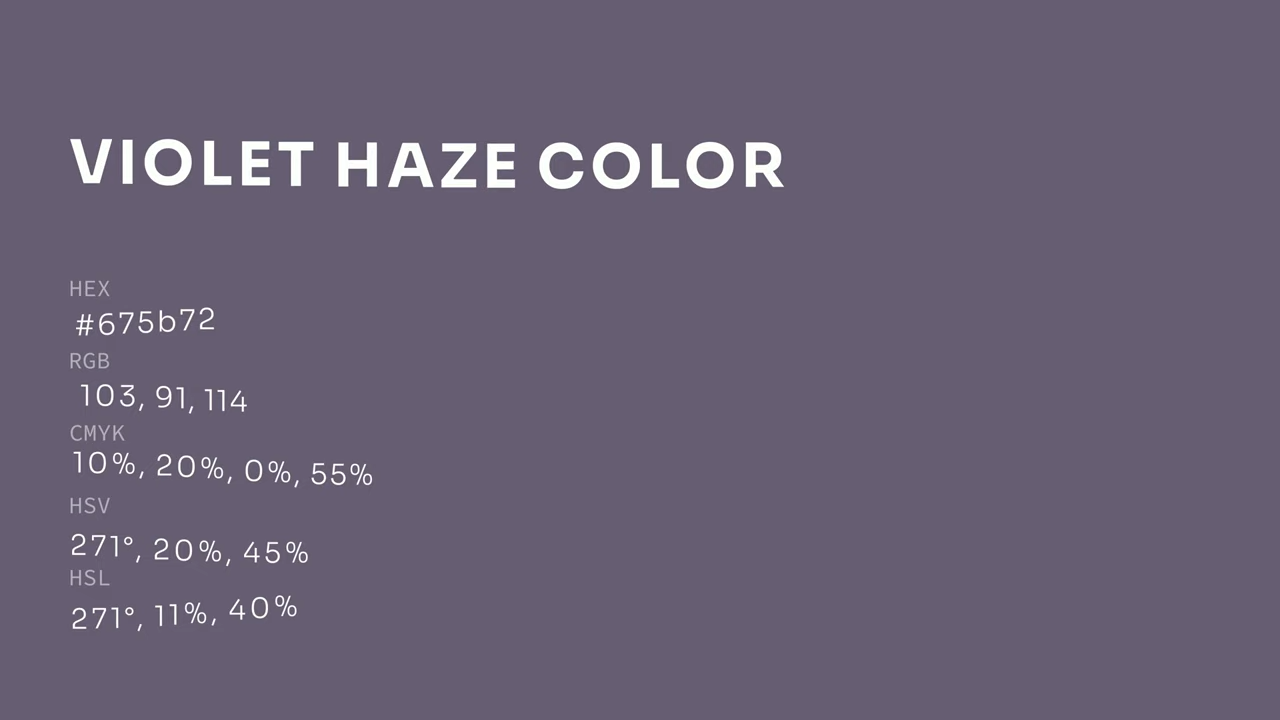 VIOLET HAZE COLOR
HEX
#675b72
RGB
103, 91, 114
CMYK
10%, 20%, 0%, 55%
HSV
271°, 20%, 45%
HSL
271°, 11%, 40%